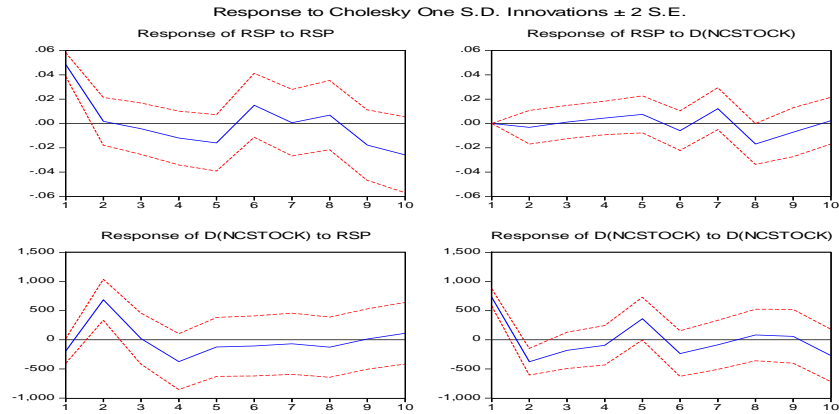 Response to Cholesky One S.D. Innovations ± 2 S.E.
Response of RSP to RSP
.06
.04
.02
.00
-.02
-.04
-.06
1 2 3 4 5 6 7 8 9 10
Response of RSP to D(NCSTOCK)
.06
.04
.02
.00
-.02
-.04
-.06
1 2 3 4 5 6 7 8 9 10
Response of D(NCSTOCK) to RSP
1,500
1,000
500
0
-500
-1,000
1 2 3 4 5 6 7 8 9 10
Response of D(NCSTOCK) to D(NCSTOCK)
1,500
1,000
500
0
-500
-1,000
1 2 3 4 5 6 7 8 9 10